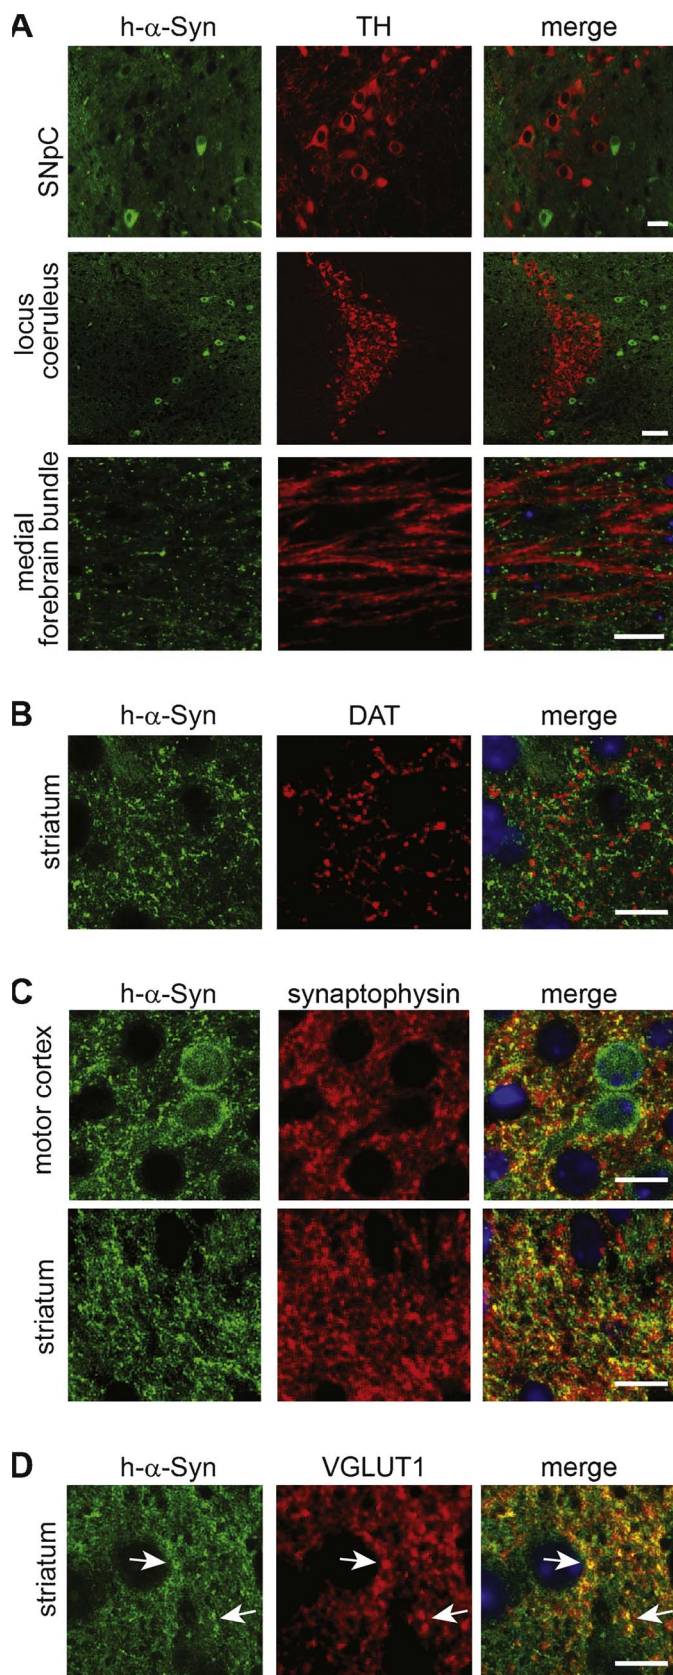 A
h-α-Syn TH merge
SNpC
locus
coeruleus
medial
forebrain bundle
B
h-α-Syn DAT merge
striatum
C
h-α-Syn synaptophysin merge
motor cortex
striatum
D
h-α-Syn VGLUT1 merge
striatum